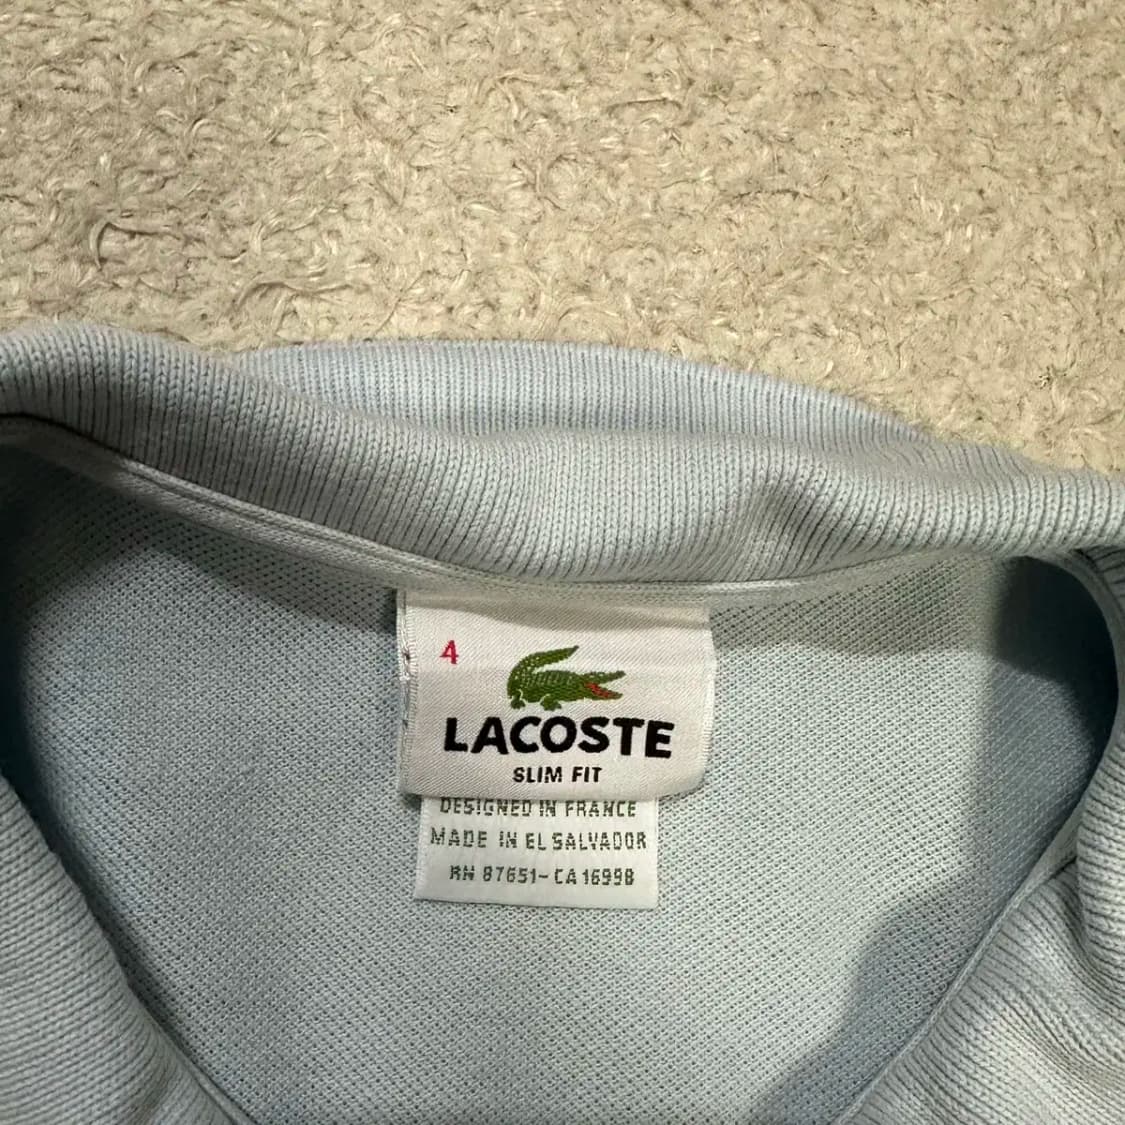 4
LACOSTE
SLIM FIT
DESIGNED IN FRANCE
MADE IN EL SALVADOR
RN 87651-CA 16998